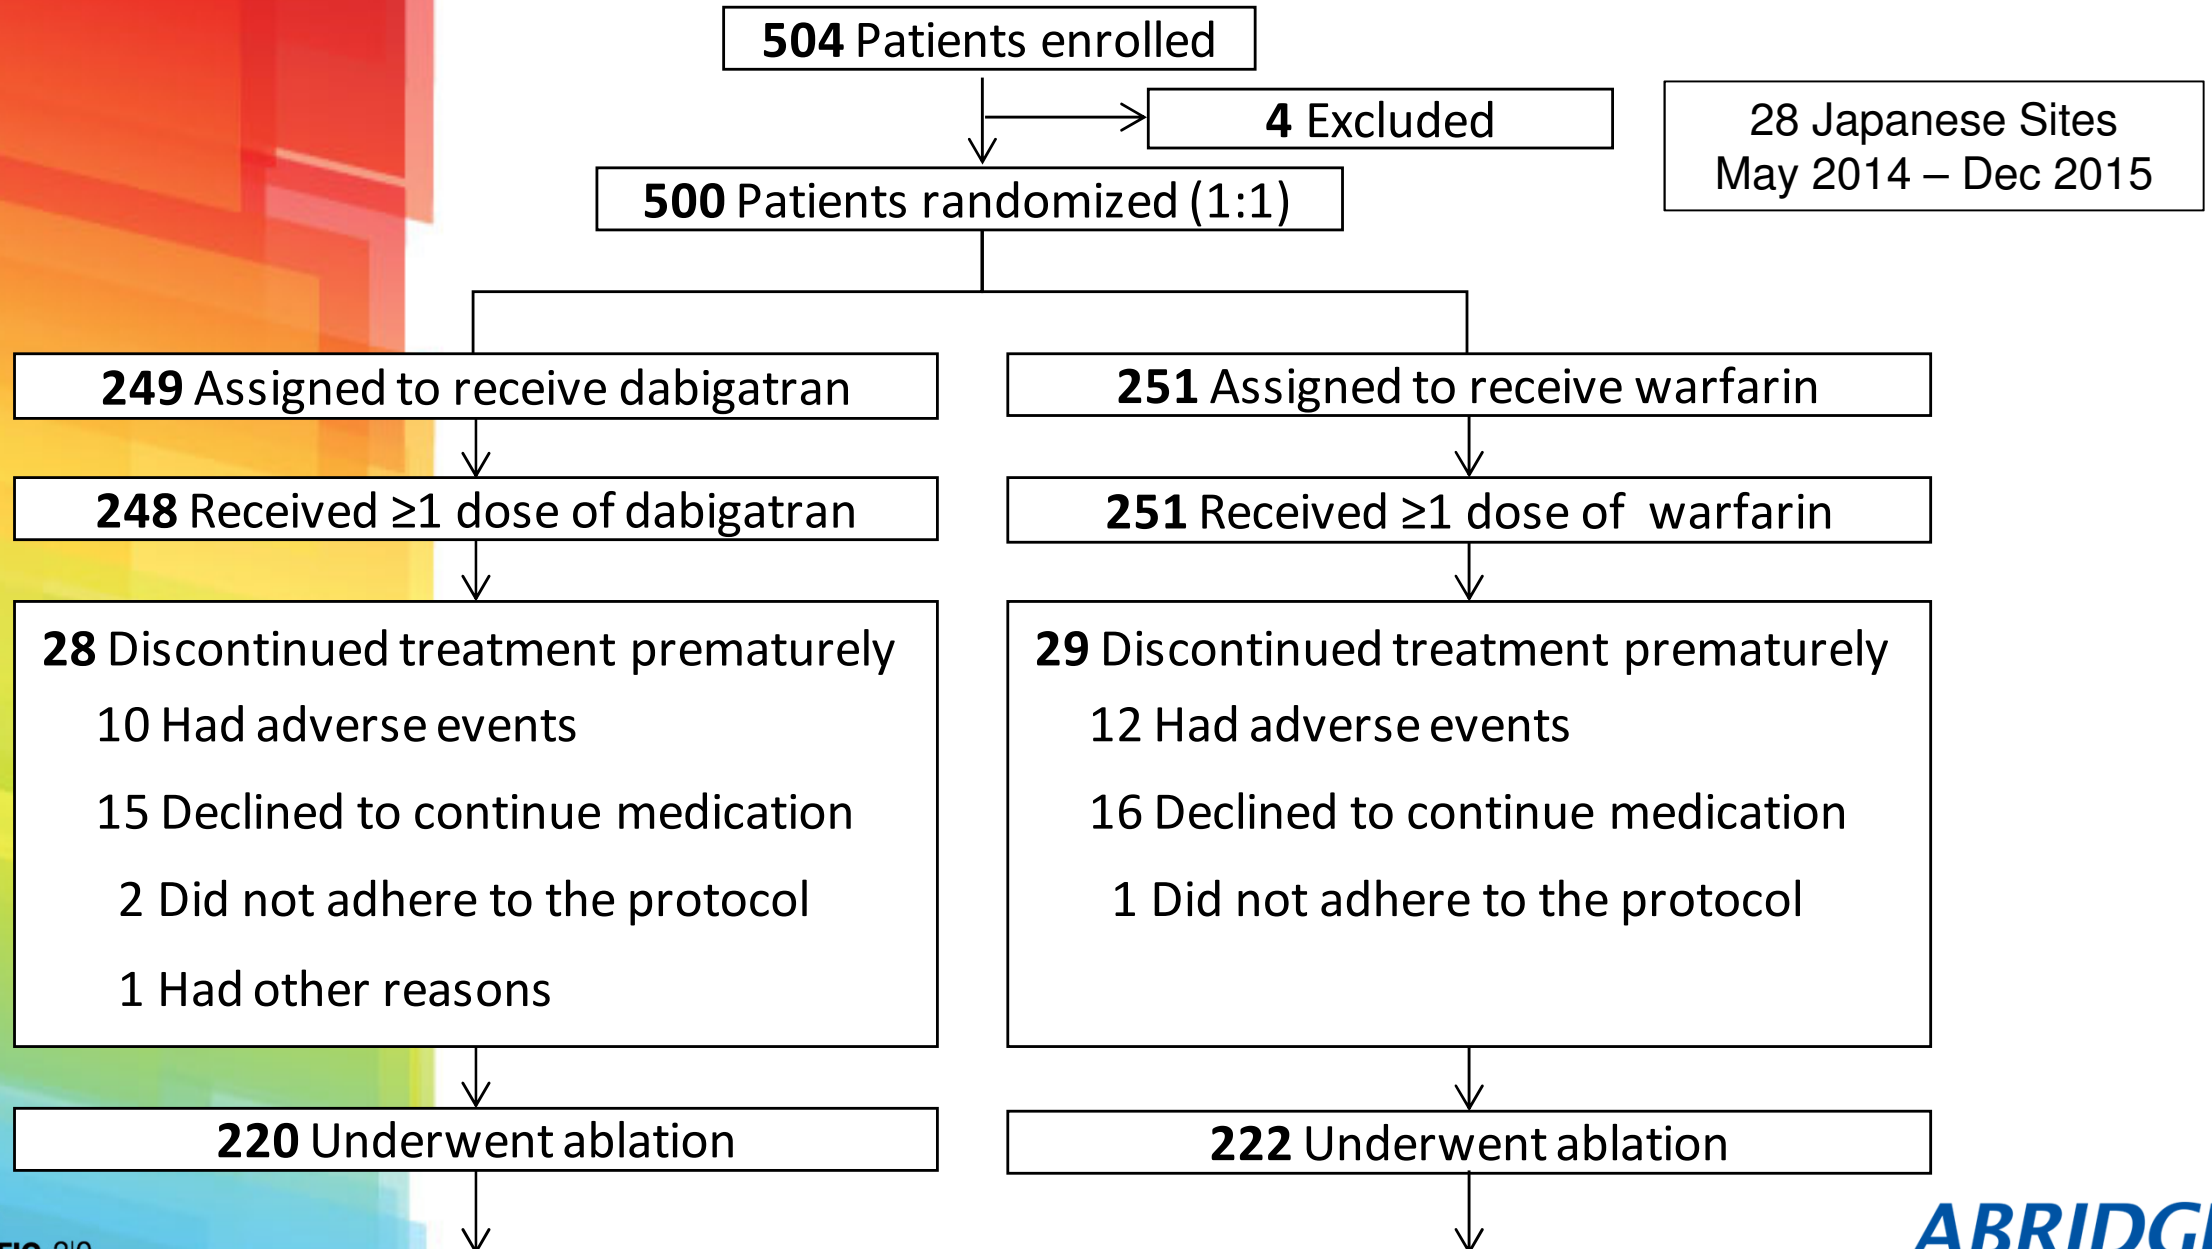 504 Patients enrolled
4 Excluded
28 Japanese Sites
May 2014 – Dec 2015
500 Patients randomized (1:1)
249 Assigned to receive dabigatran
248 Received ≥1 dose of dabigatran
28 Discontinued treatment prematurely
10 Had adverse events
15 Declined to continue medication
2 Did not adhere to the protocol
1 Had other reasons
220 Underwent ablation
251 Assigned to receive warfarin
251 Received ≥1 dose of warfarin
29 Discontinued treatment prematurely
12 Had adverse events
16 Declined to continue medication
1 Did not adhere to the protocol
222 Underwent ablation